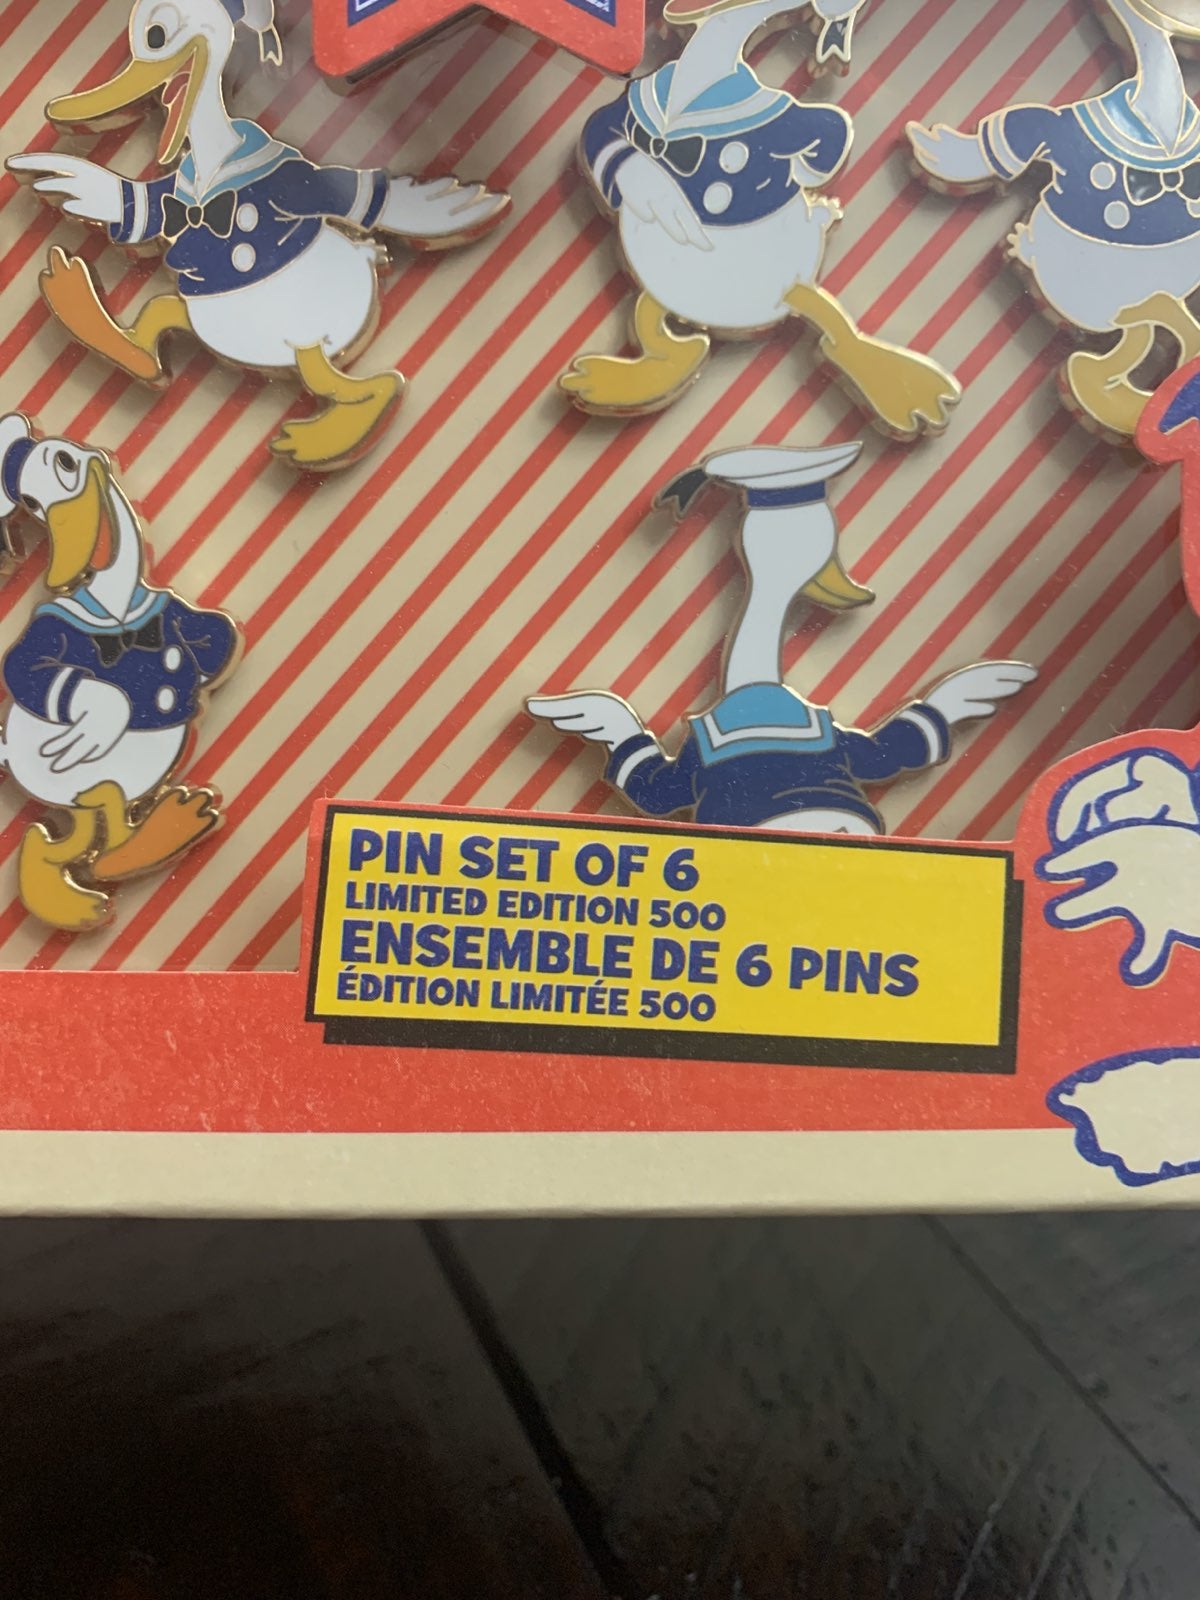 PIN SET OF 6
LIMITED EDITION 500
ENSEMBLE DE 6 PINS
ÉDITION LIMITÉE 500